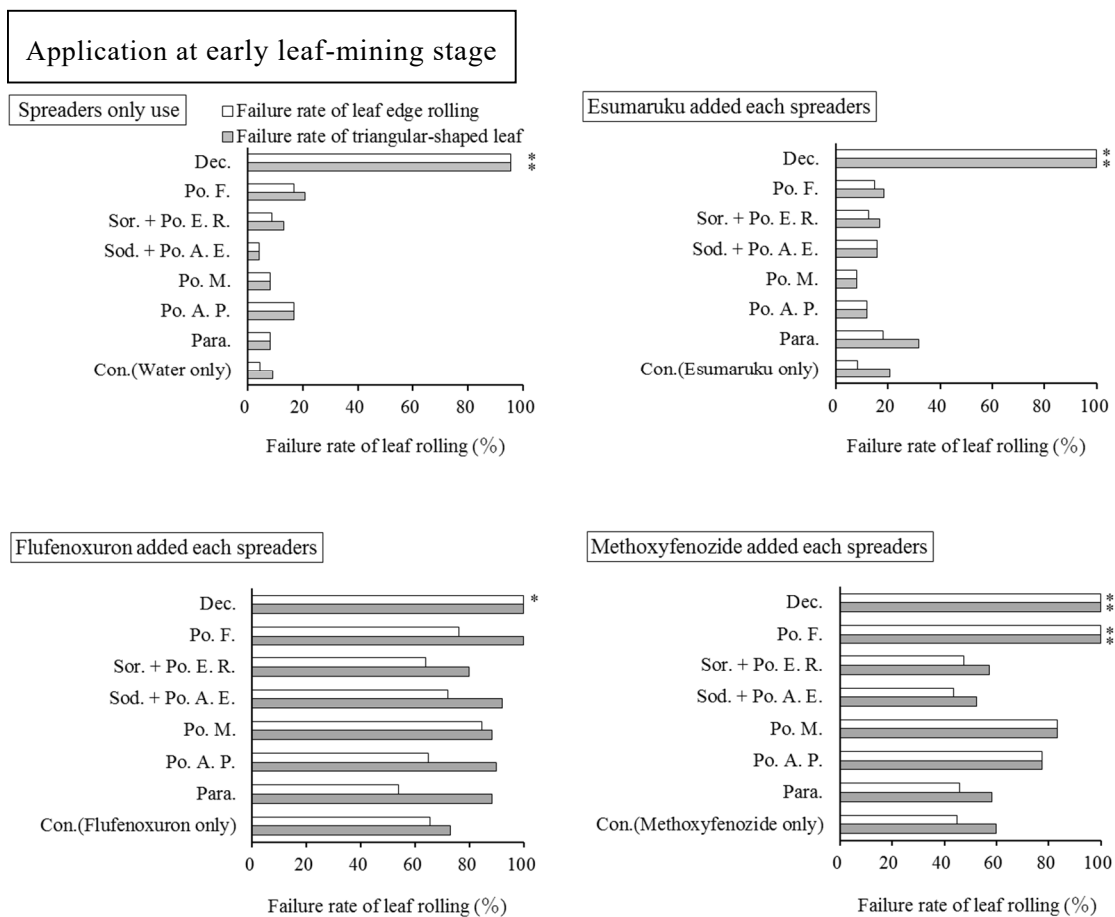 Application at early leaf-mining stage
Spreaders only use
Failure rate of leaf edge rolling
Failure rate of triangular-shaped leaf
Dec.
*
*
Po. F.
Sor. + Po. E. R.
Sod. + Po. A. E.
Po. M.
Po. A. P.
Para.
Con.(Water only)
0 20 40 60 80 100
Failure rate of leaf rolling (%)
Esumaruku added each spreaders
Dec.
*
*
Po. F.
Sor. + Po. E. R.
Sod. + Po. A. E.
Po. M.
Po. A. P.
Para.
Con.(Esumaruku only)
0 20 40 60 80 100
Failure rate of leaf rolling (%)
Flufenoxuron added each spreaders
Dec.
*
Po. F.
Sor. + Po. E. R.
Sod. + Po. A. E.
Po. M.
Po. A. P.
Para.
Con.(Flufenoxuron only)
0 20 40 60 80 100
Failure rate of leaf rolling (%)
Methoxyfenozide added each spreaders
Dec.
*
*
Po. F.
*
*
Sor. + Po. E. R.
Sod. + Po. A. E.
Po. M.
Po. A. P.
Para.
Con.(Methoxyfenozide only)
0 20 40 60 80 100
Failure rate of leaf rolling (%)